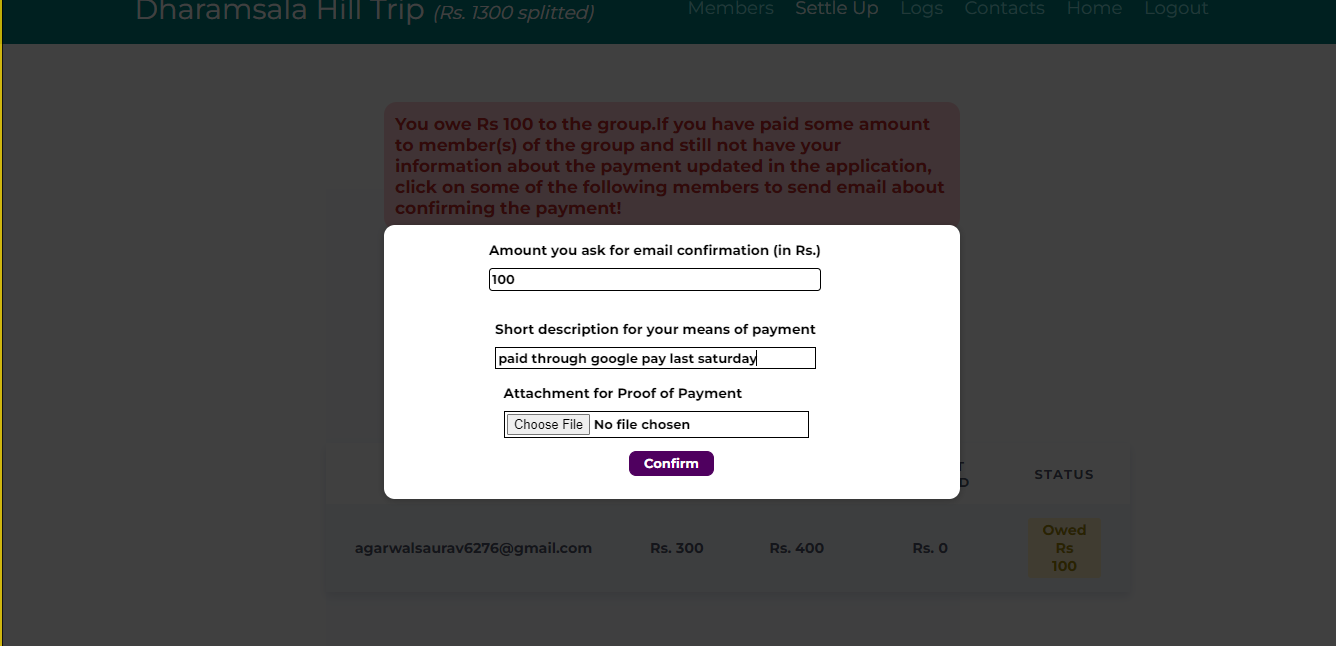 Dharamsala Hill Trip (Rs. 1300 splitted)
Members Settle Up Logs Contacts Home Logout
You owe Rs 100 to the group.If you have paid some amount
to member(s) of the group and still not have your
information about the payment updated in the application,
click on some of the following members to send email about
confirming the payment!
Amount you ask for email confirmation (in Rs.)
100
Short description for your means of payment
paid through google pay last saturday
Attachment for Proof of Payment
Choose File No file chosen
Confirm
STATUS
agarwalsaurav6276@gmail.com Rs. 300 Rs. 400 Rs. 0
Owed
Rs
100